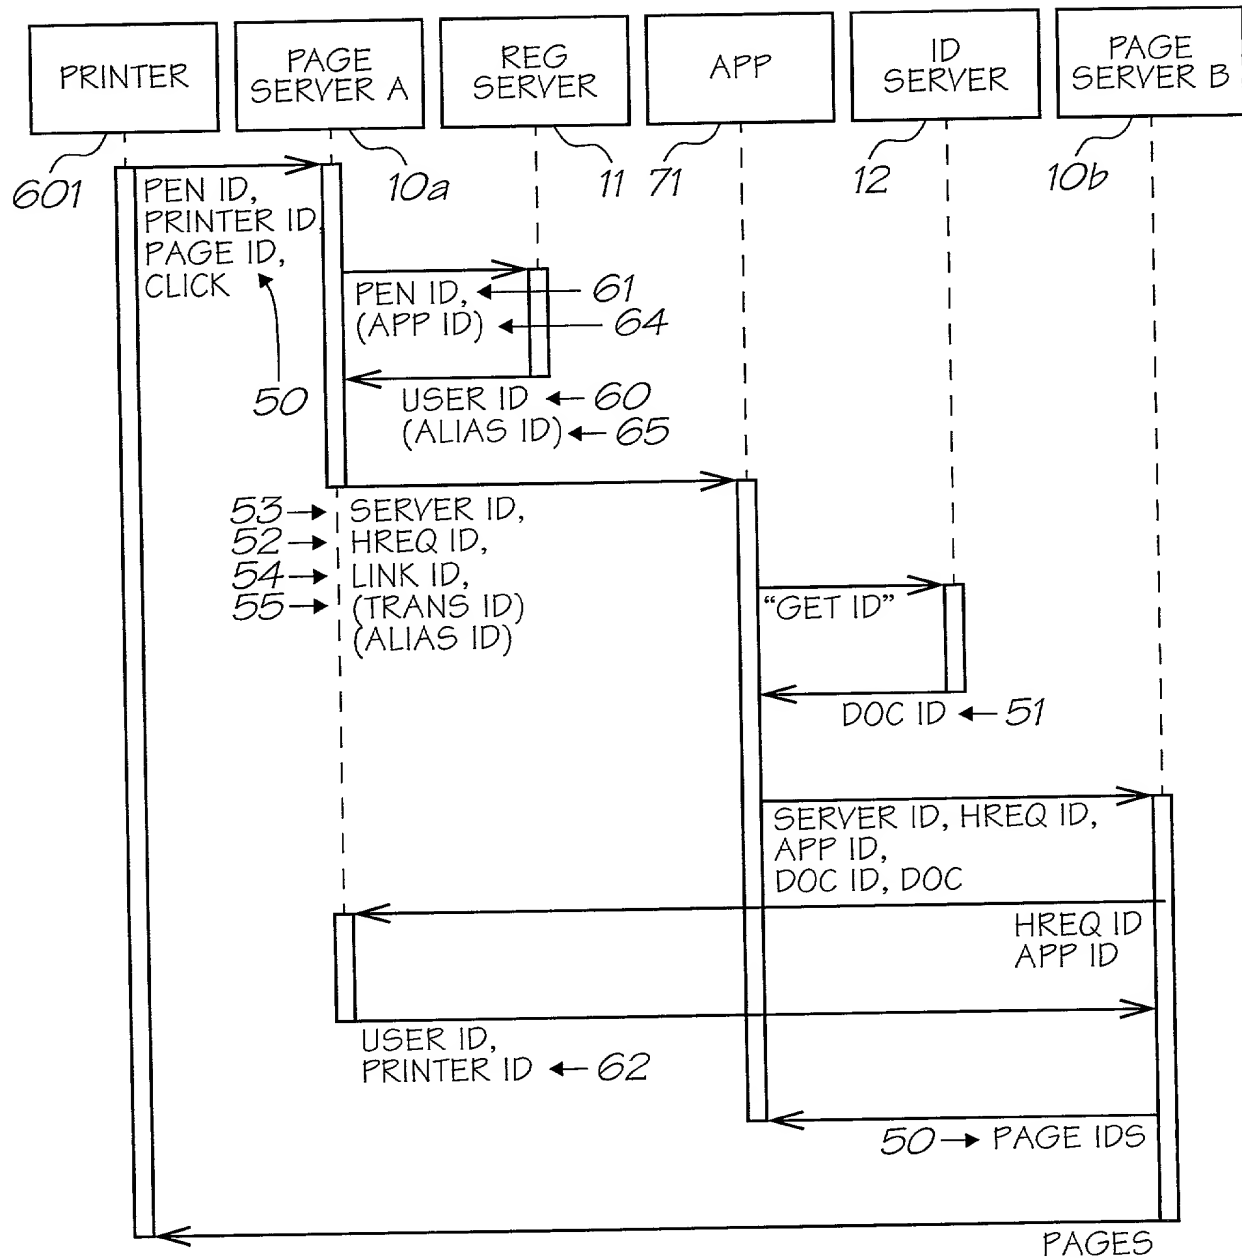 PRINTER
PAGE
SERVER A
REG
SERVER
APP
ID
SERVER
PAGE
SERVER B
601
10a
11
71
12
10b
PEN ID,
PRINTER ID,
PAGE ID,
CLICK
50
PEN ID,
61
(APP ID)
64
USER ID
60
(ALIAS ID)
65
53
SERVER ID,
52
HREQ ID,
54
LINK ID,
55
(TRANS ID)
(ALIAS ID)
“GET ID”
DOC ID
51
SERVER ID, HREQ ID,
APP ID,
DOC ID, DOC
HREQ ID
APP ID
USER ID,
PRINTER ID
62
50
PAGE IDS
PAGES